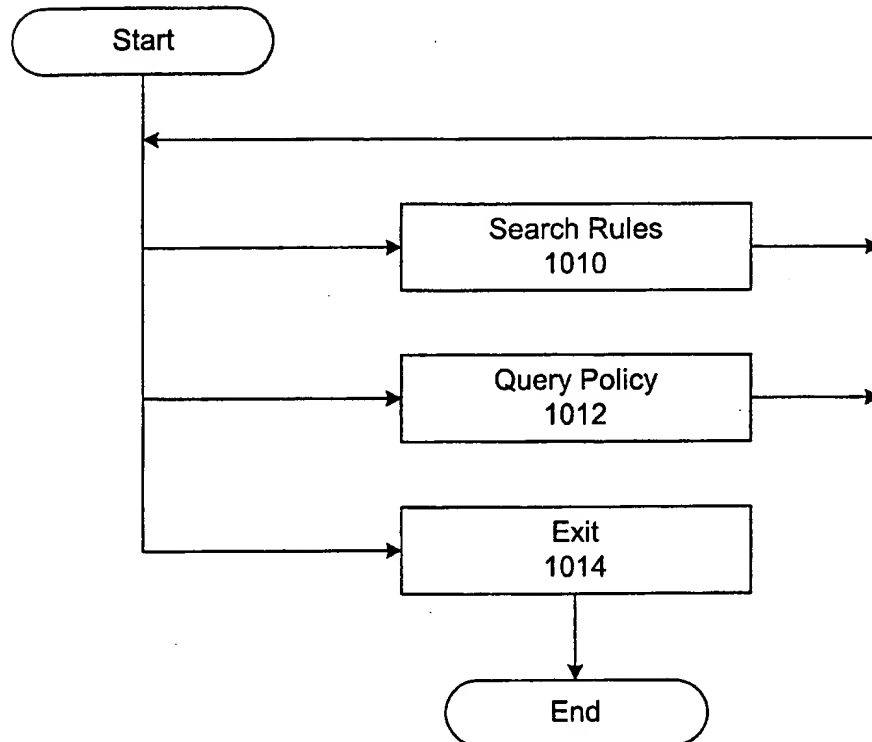 Start
Search Rules
1010
Query Policy
1012
Exit
1014
End